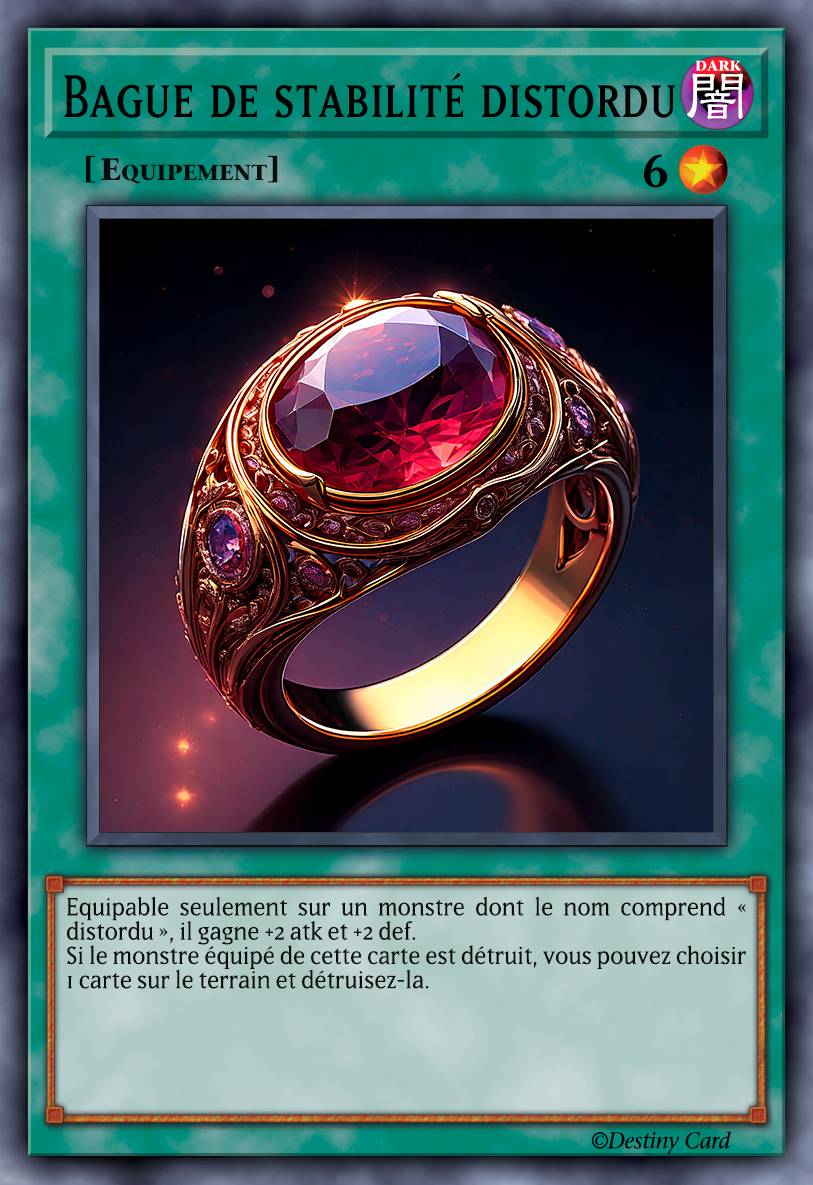 Bague de stabilité distordu
DARK
闇
[Equipement]
6
Equipable seulement sur un monstre dont le nom comprend «
distordu », il gagne +2 atk et +2 def.
Si le monstre équipé de cette carte est détruit, vous pouvez choisir
1 carte sur le terrain et détruisez-la.
©Destiny Card